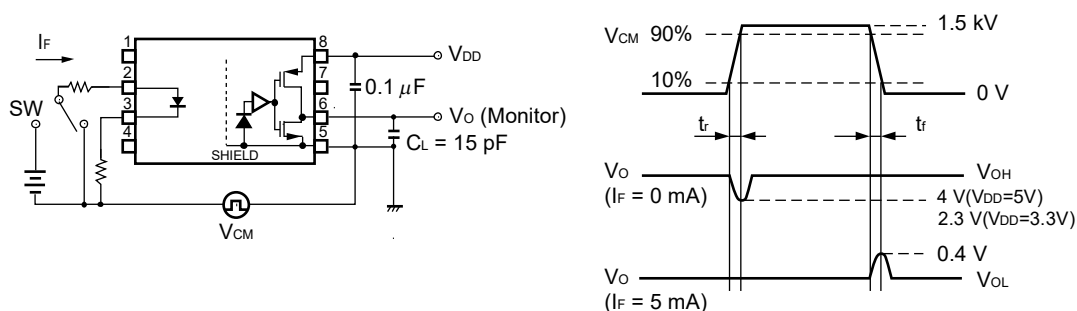 IF
SW
1
2
3
4
SHIELD
8
7
6
5
VDD
0.1 μF
VO (Monitor)
CL = 15 pF
VCM
VCM 90%
10%
1.5 kV
0 V
tr
tf
VO
(IF = 0 mA)
VOH
4 V(VDD=5V)
2.3 V(VDD=3.3V)
0.4 V
VO
(IF = 5 mA)
VOL